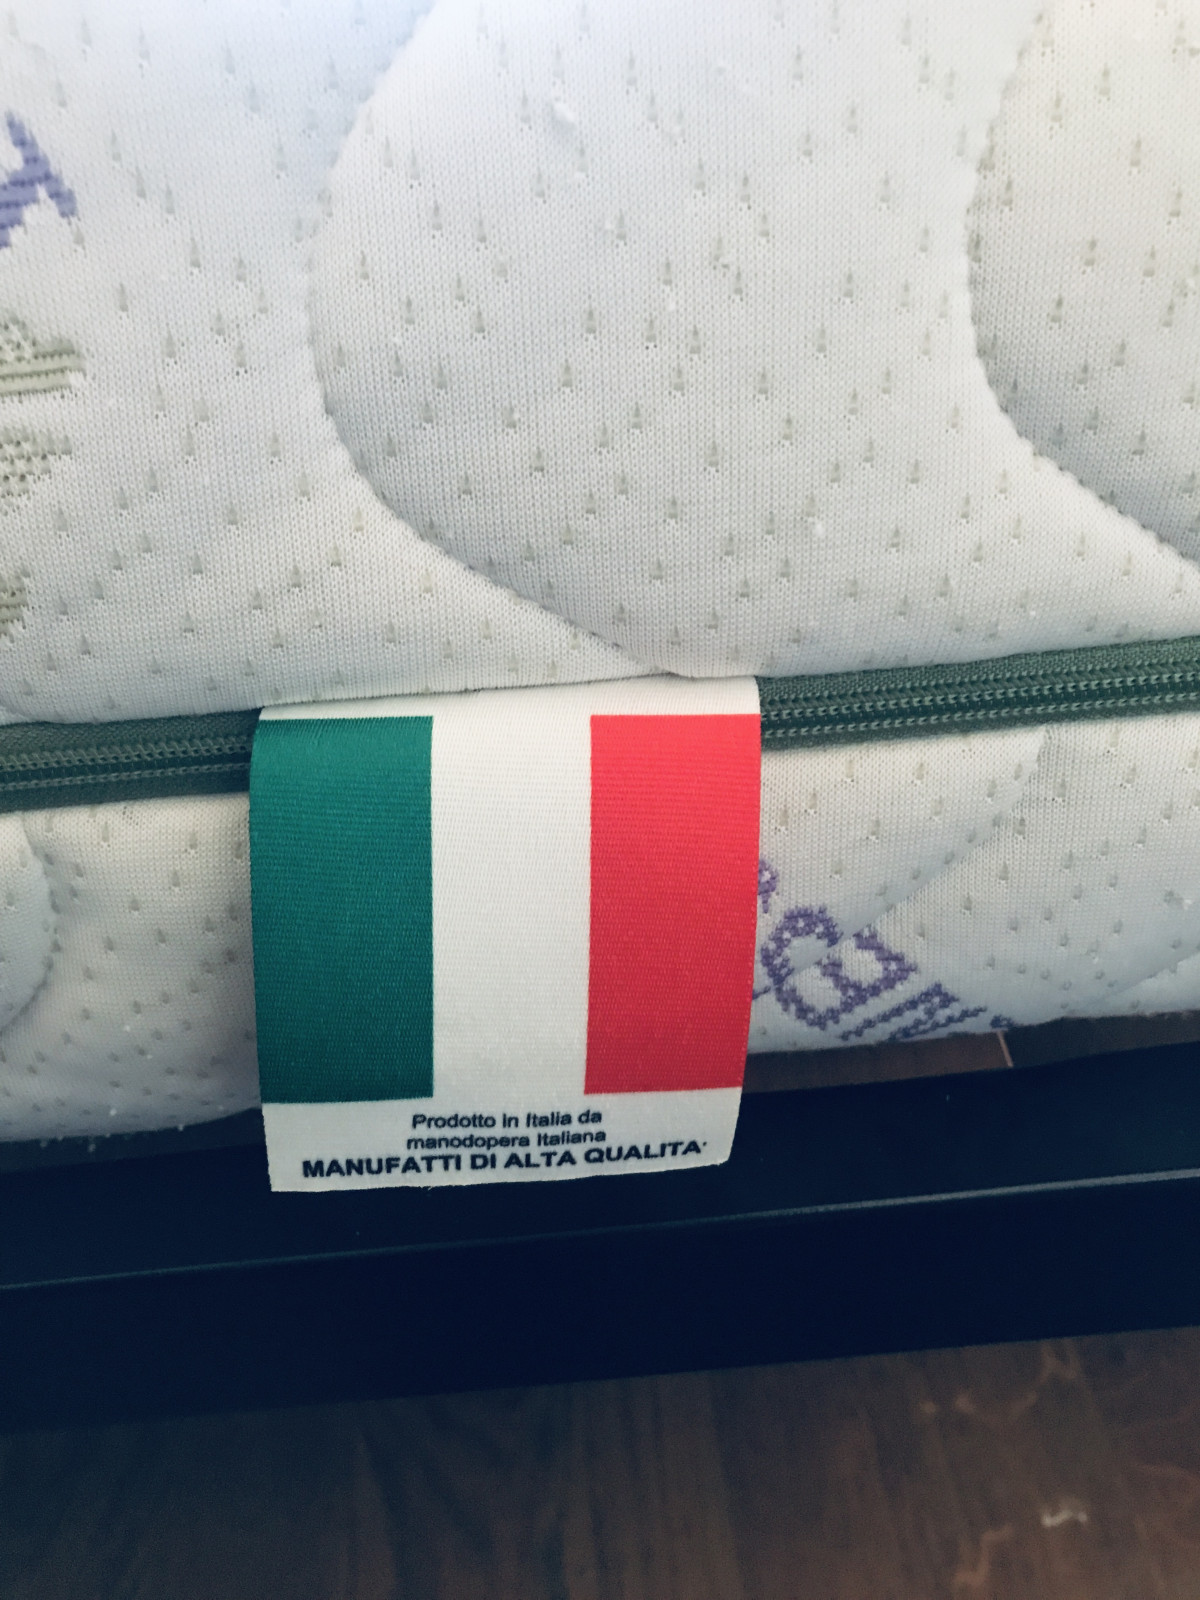 Prodotto in Italia da
manodopera Italiana
MANUFATTI DI ALTA QUALITA'